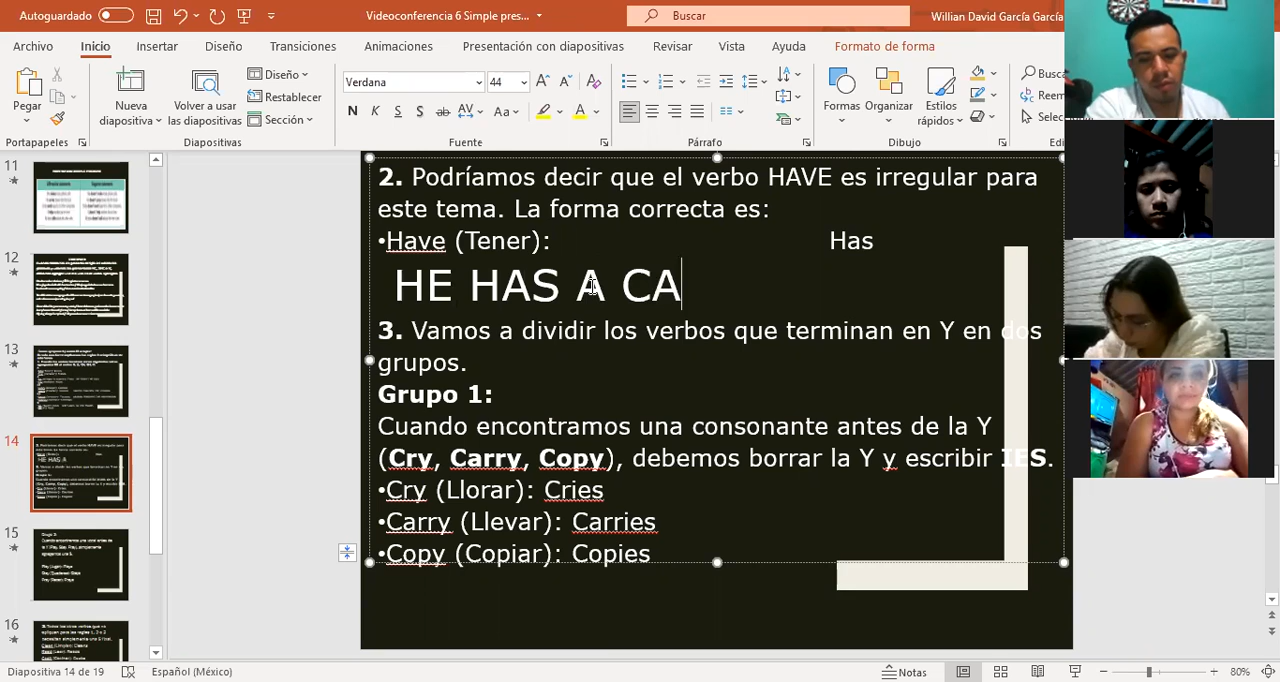 Autoguardado
Videoconferencia 6 Simple pres...
Buscar
Willian David García García
Archivo Inicio Insertar Diseño Transiciones Animaciones Presentación con diapositivas Revisar Vista Ayuda Formato de forma
Pegar
Nueva diapositiva
Volver a usar las diapositivas
Diseño
Restablecer
Sección
Verdana 44
N K S S ab AV Aa A
Formas
Organizar
Estilos rápidos
Portapapeles Diapositivas Fuente Párrafo Dibujo
11
12
13
14
15
16
2. Podríamos decir que el verbo HAVE es irregular para
este tema. La forma correcta es:
•Have (Tener): Has
HE HAS A CA
3. Vamos a dividir los verbos que terminan en Y en dos
grupos.
Grupo 1:
Cuando encontramos una consonante antes de la Y
(Cry, Carry, Copy), debemos borrar la Y y escribir IES.
•Cry (Llorar): Cries
•Carry (Llevar): Carries
•Copy (Copiar): Copies
Diapositiva 14 de 19 Español (México) Notas 80%